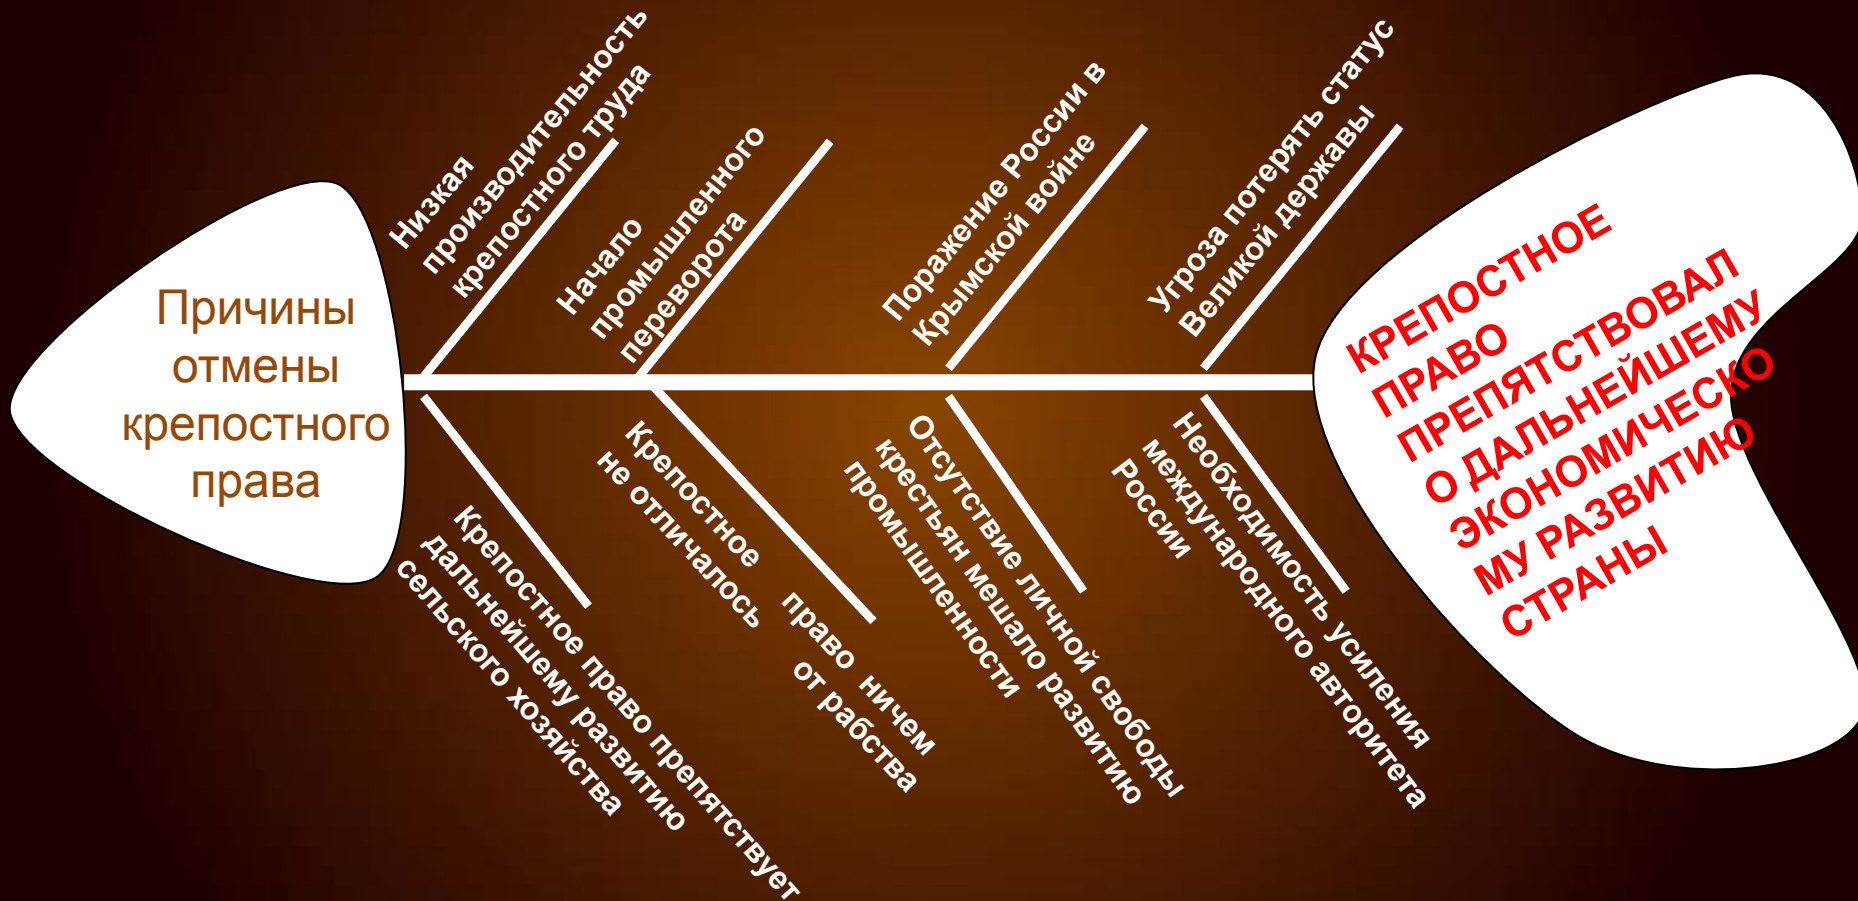 Причины
отмены
крепостного
права
Низкая
производительность
крепостного труда
Начало
промышленного
переворота
Поражение России в
Крымской войне
Угроза потерять статус
Великой державы
Крепостное право препятствует
дальнейшему развитию
сельского хозяйства
Крепостное право ничем
не отличалось от рабства
Отсутствие личной свободы
крестьян мешало развитию
промышленности
Необходимость усиления
международного авторитета
России
КРЕПОСТНОЕ
ПРАВО
ПРЕПЯТСТВОВАЛ
О ДАЛЬНЕЙШЕМУ
ЭКОНОМИЧЕСКО
МУ РАЗВИТИЮ
СТРАНЫ